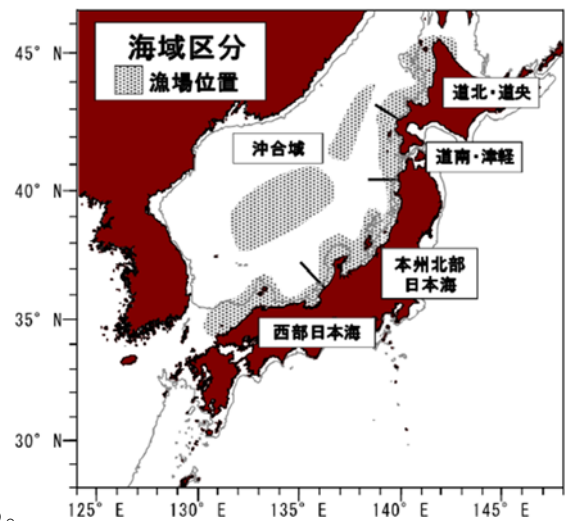 海域区分
漁場位置
45° N
道北・道央
沖合域
道南・津軽
40° N
本州北部
日本海
35° N
西部日本海
30° N
125° E
130° E
135° E
140° E
145° E